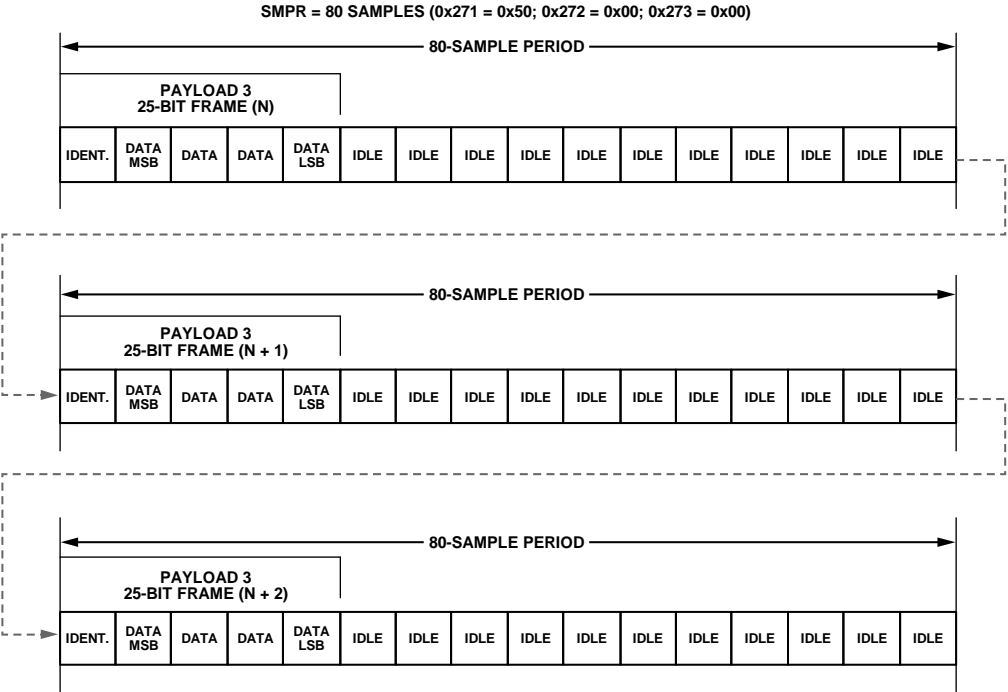 SMPR = 80 SAMPLES (0x271 = 0x50; 0x272 = 0x00; 0x273 = 0x00)
80-SAMPLE PERIOD
PAYLOAD 3
25-BIT FRAME (N)
IDENT. DATA MSB DATA DATA DATA LSB IDLE IDLE IDLE IDLE IDLE IDLE IDLE IDLE IDLE IDLE IDLE
80-SAMPLE PERIOD
PAYLOAD 3
25-BIT FRAME (N + 1)
IDENT. DATA MSB DATA DATA DATA LSB IDLE IDLE IDLE IDLE IDLE IDLE IDLE IDLE IDLE IDLE IDLE
80-SAMPLE PERIOD
PAYLOAD 3
25-BIT FRAME (N + 2)
IDENT. DATA MSB DATA DATA DATA LSB IDLE IDLE IDLE IDLE IDLE IDLE IDLE IDLE IDLE IDLE IDLE